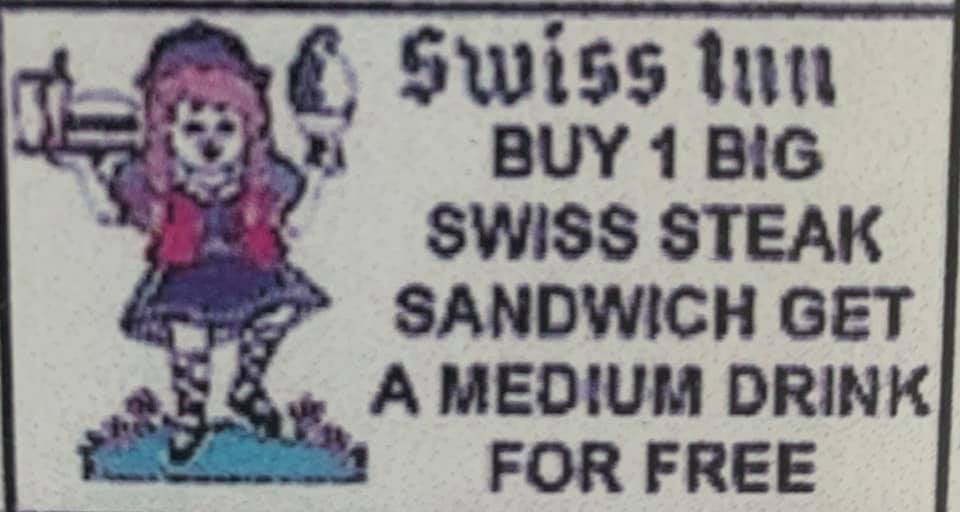 Swiss Inn
BUY 1 BIG
SWISS STEAK
SANDWICH GET
A MEDIUM DRINK
FOR FREE